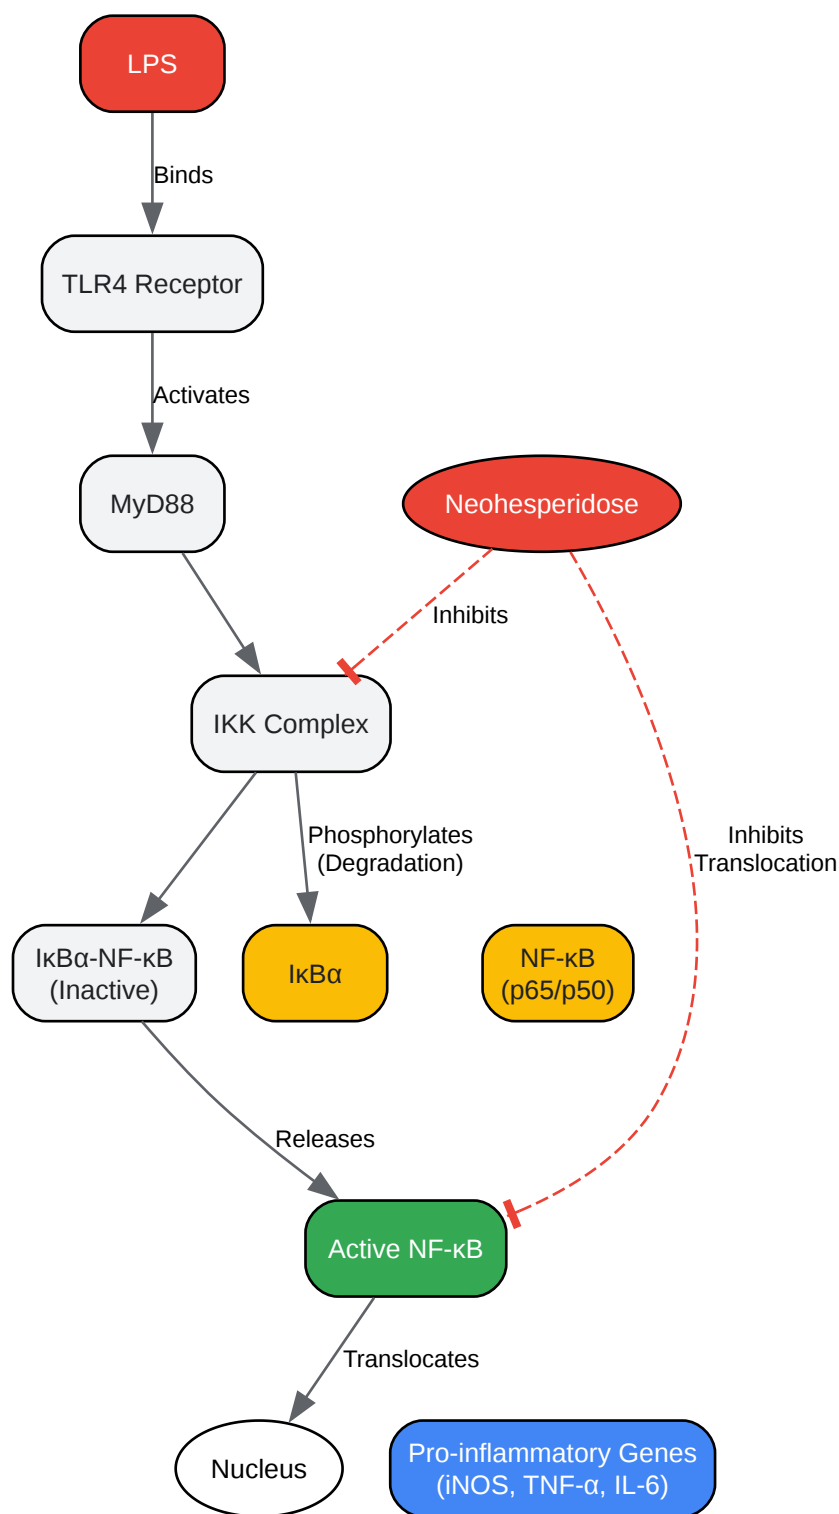 LPS
Binds
TLR4 Receptor
Activates
MyD88
Neohesperidose
Inhibits
IKK Complex
Phosphorylates
(Degradation)
Inhibits
Translocation
IκBα-NF-κB
(Inactive)
IκBα
NF-κB
(p65/p50)
Releases
Active NF-κB
Translocates
Nucleus
Pro-inflammatory Genes
(iNOS, TNF-α, IL-6)